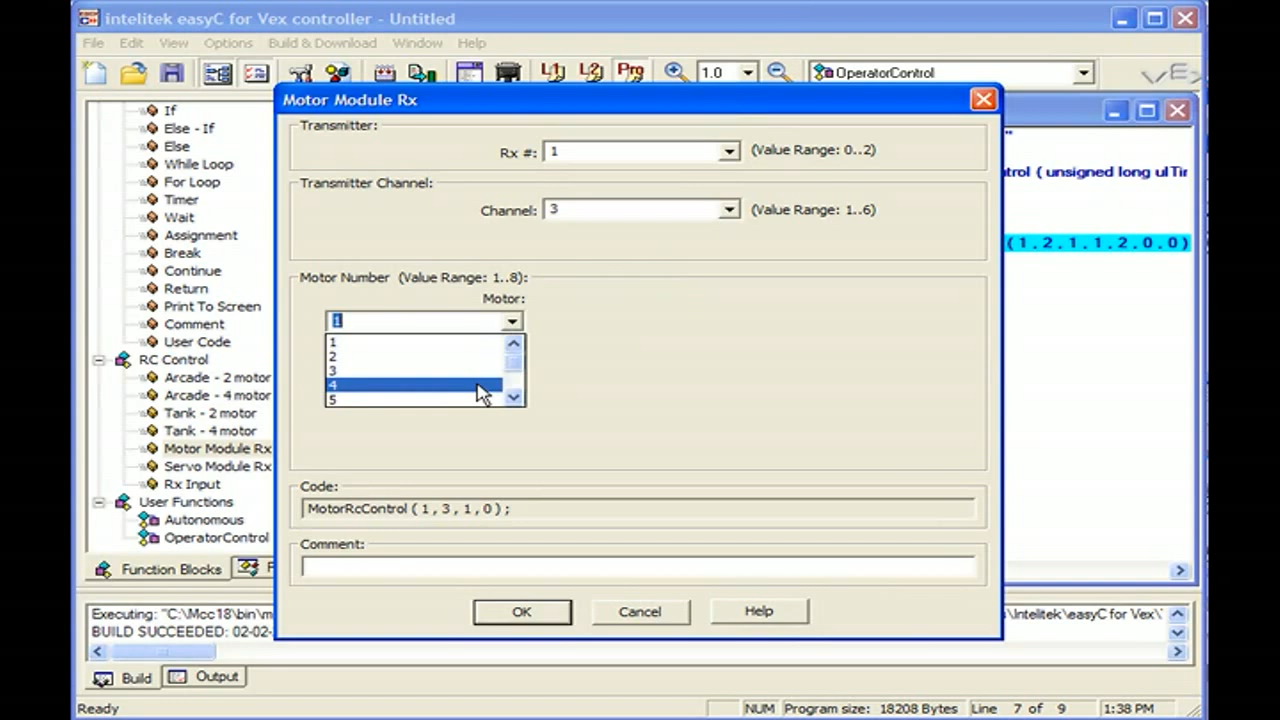 intelitek easyC for Vex controller - Untitled
File Edit View Options Build & Download Window Help
L1 L2 Prg 1.0 OperatorControl
Motor Module Rx
If
Else - If
Else
While Loop
For Loop
Timer
Wait
Assignment
Break
Continue
Return
Print To Screen
Comment
User Code
RC Control
Arcade - 2 motor
Arcade - 4 motor
Tank - 2 motor
Tank - 4 motor
Motor Module Rx
Servo Module Rx
Rx Input
User Functions
Autonomous
OperatorControl
Function Blocks
Transmitter:
Rx #: 1 (Value Range: 0..2)
Transmitter Channel:
Channel: 3 (Value Range: 1..6)
Motor Number (Value Range: 1..8):
Motor:
1
1
2
3
4
5
Code:
MotorRcControl ( 1 , 3 , 1 , 0 ) ;
Comment:
OK Cancel Help
trol ( unsigned long ulTir
( 1 , 2 , 1 , 1 , 2 , 0 , 0 )
Executing: "C:\Mcc18\bin\m
s\Intelitek\easyC for Vex\
BUILD SUCCEEDED: 02-02-
Build Output
Ready NUM Program size: 18208 Bytes Line 7 of 9 1:38 PM